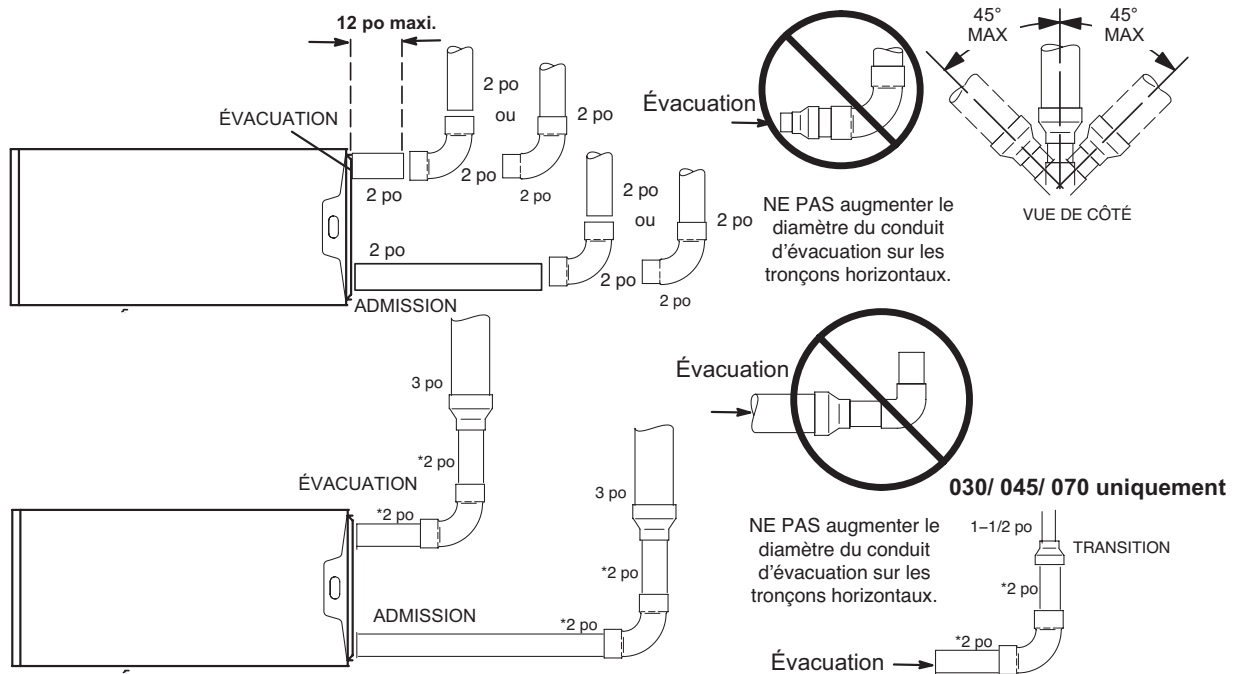 12 po maxi.
ÉVACUATION
2 po
2 po
ou
2 po
2 po
2 po
2 po
2 po
ADMISSION
2 po
ou
2 po
2 po
2 po
Évacuation
NE PAS augmenter le
diamètre du conduit
d'évacuation sur les
tronçons horizontaux.
45°
MAX
45°
MAX
VUE DE CÔTÉ
3 po
*2 po
ÉVACUATION
*2 po
3 po
*2 po
ADMISSION
*2 po
Évacuation
NE PAS augmenter le
diamètre du conduit
d'évacuation sur les
tronçons horizontaux.
030/ 045/ 070 uniquement
1–1/2 po
TRANSITION
*2 po
*2 po
Évacuation